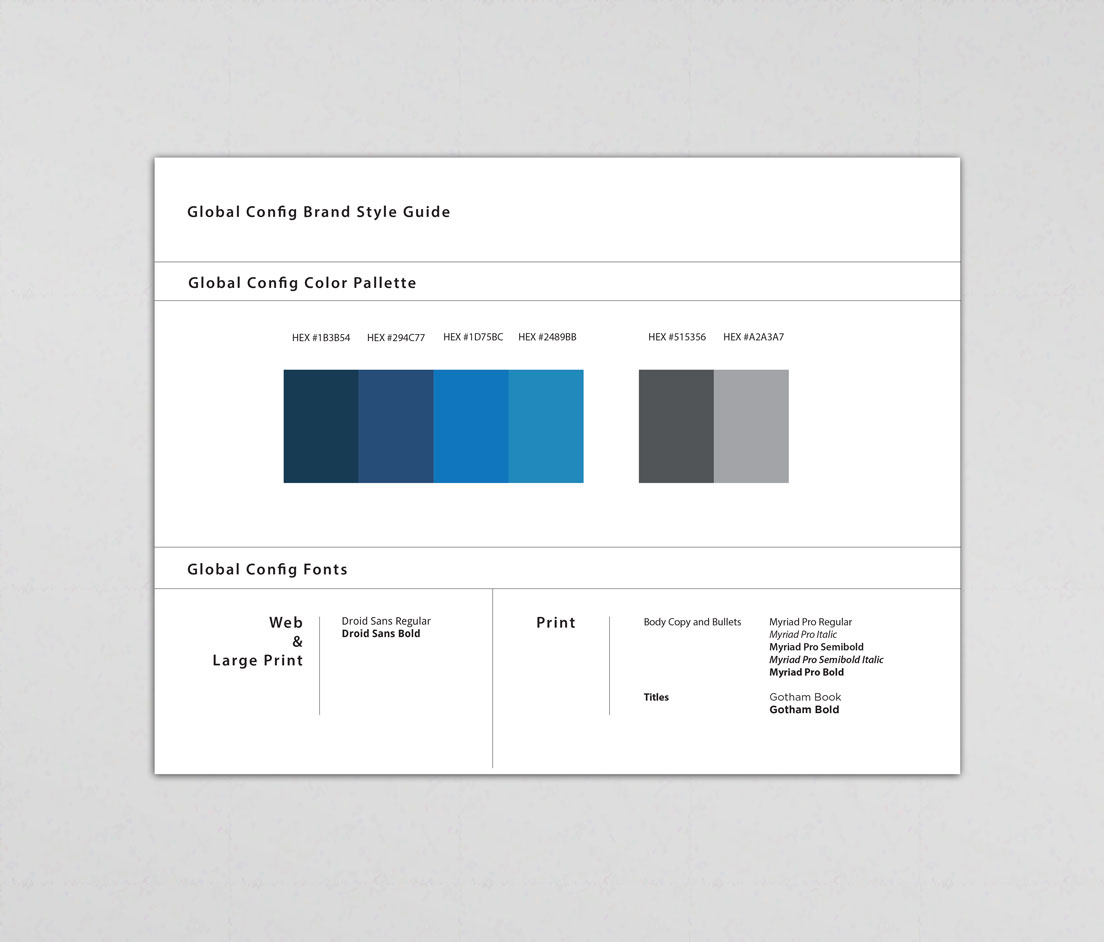 Global Config Brand Style Guide
Global Config Color Pallette
HEX #1B3B54 HEX #294C77 HEX #1D75BC HEX #2489BB HEX #515356 HEX #A2A3A7
Global Config Fonts
Web
&
Large Print
Droid Sans Regular
Droid Sans Bold
Print
Body Copy and Bullets
Myriad Pro Regular
Myriad Pro Italic
Myriad Pro Semibold
Myriad Pro Semibold Italic
Myriad Pro Bold
Titles
Gotham Book
Gotham Bold